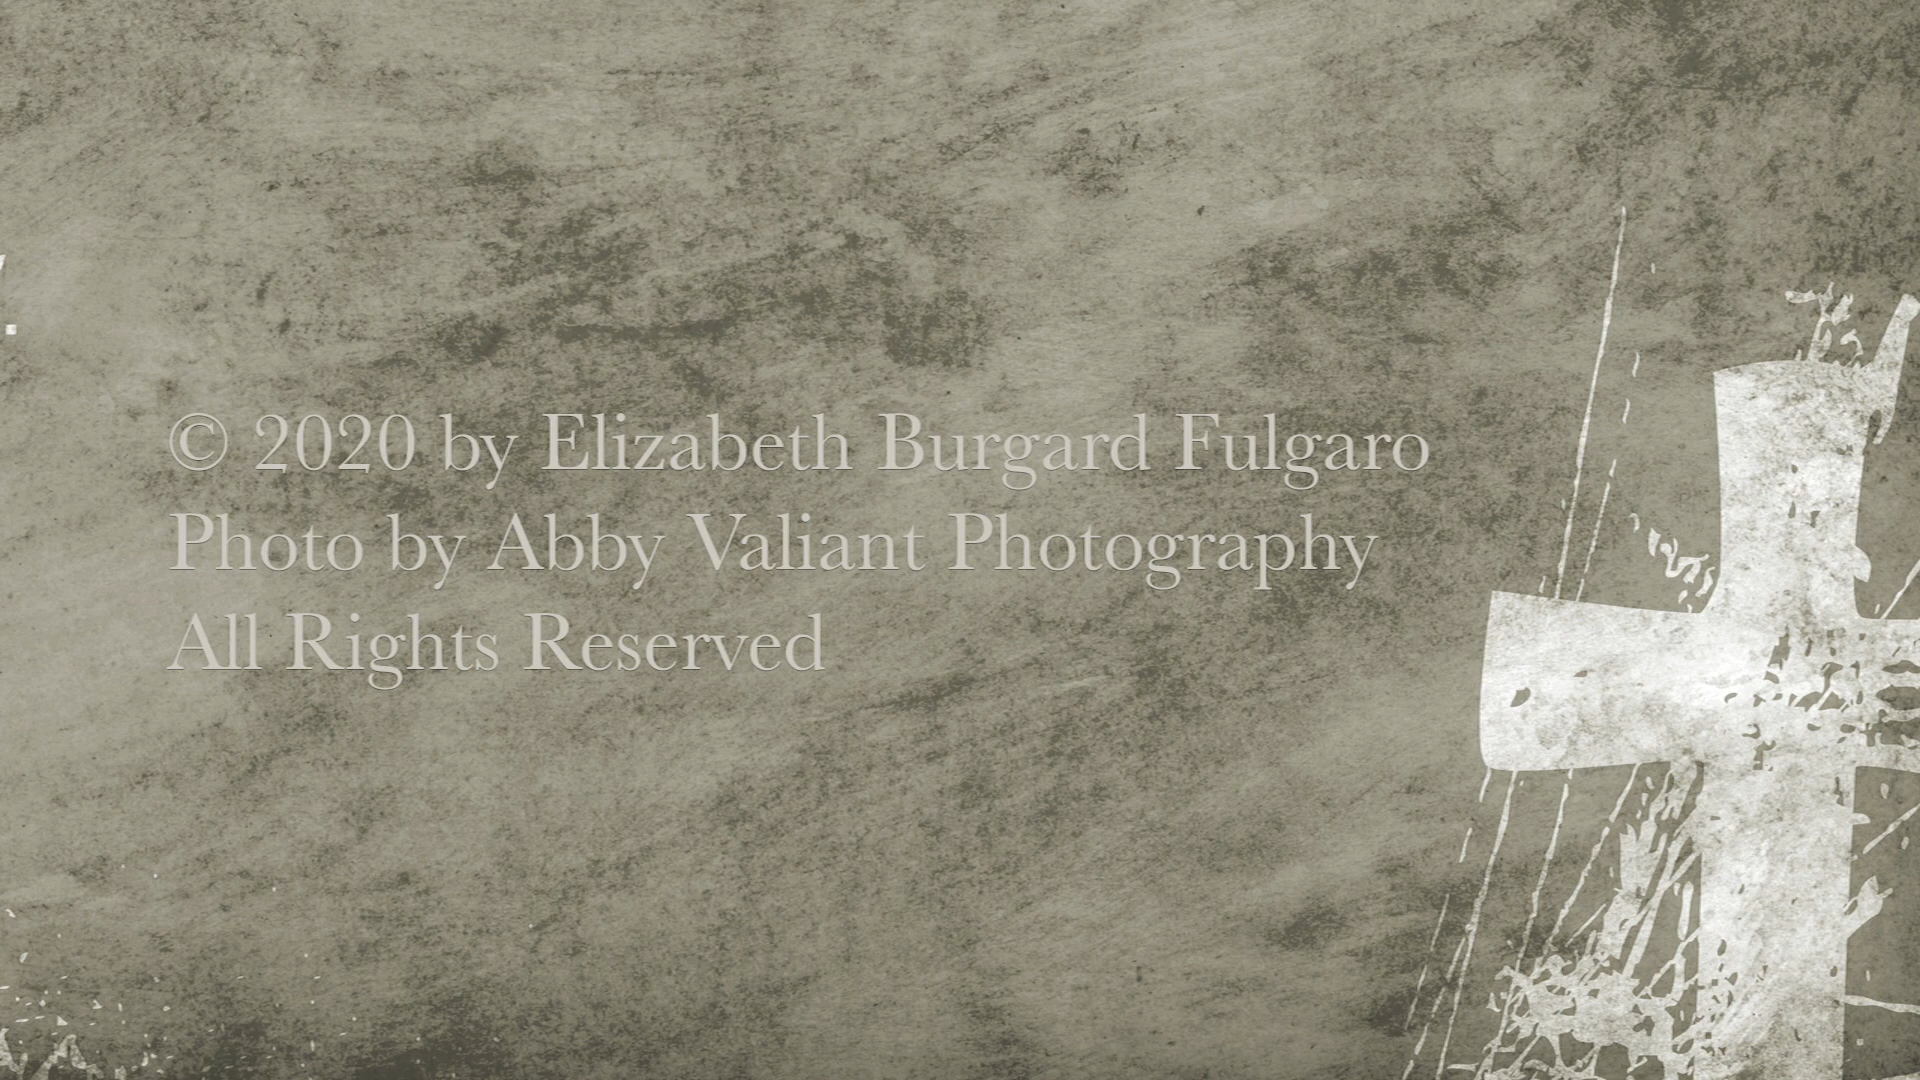 © 2020 by Elizabeth Burgard Fulgaro
Photo by Abby Valiant Photography
All Rights Reserved